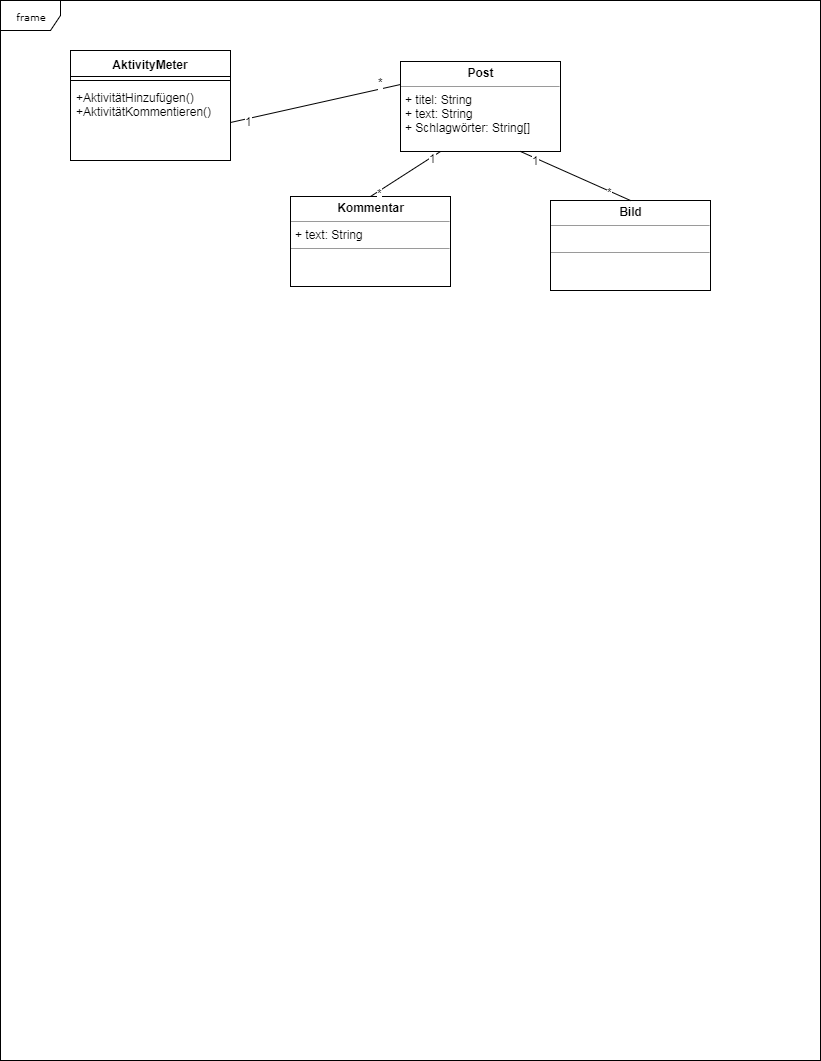 frame
AktivityMeter
+AktivitätHinzufügen()
+AktivitätKommentieren()
1
*
Post
+ titel: String
+ text: String
+ Schlagwörter: String[]
1
1
*
*
Kommentar
+ text: String
Bild